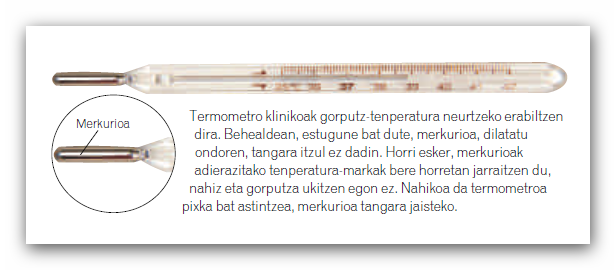 37
Merkurioa
Termometro klinikoak gorputz-tenperatura neurtzeko erabiltzen
dira. Behealdean, estugune bat dute, merkurioa, dilatatu
ondoren, tangara itzul ez dadin. Horri esker, merkurioak
adierazitako tenperatura-markak bere horretan jarraitzen du,
nahiz eta gorputza ukitzen egon ez. Nahikoa da termometroa
pixka bat astintzea, merkurioa tangara jaisteko.